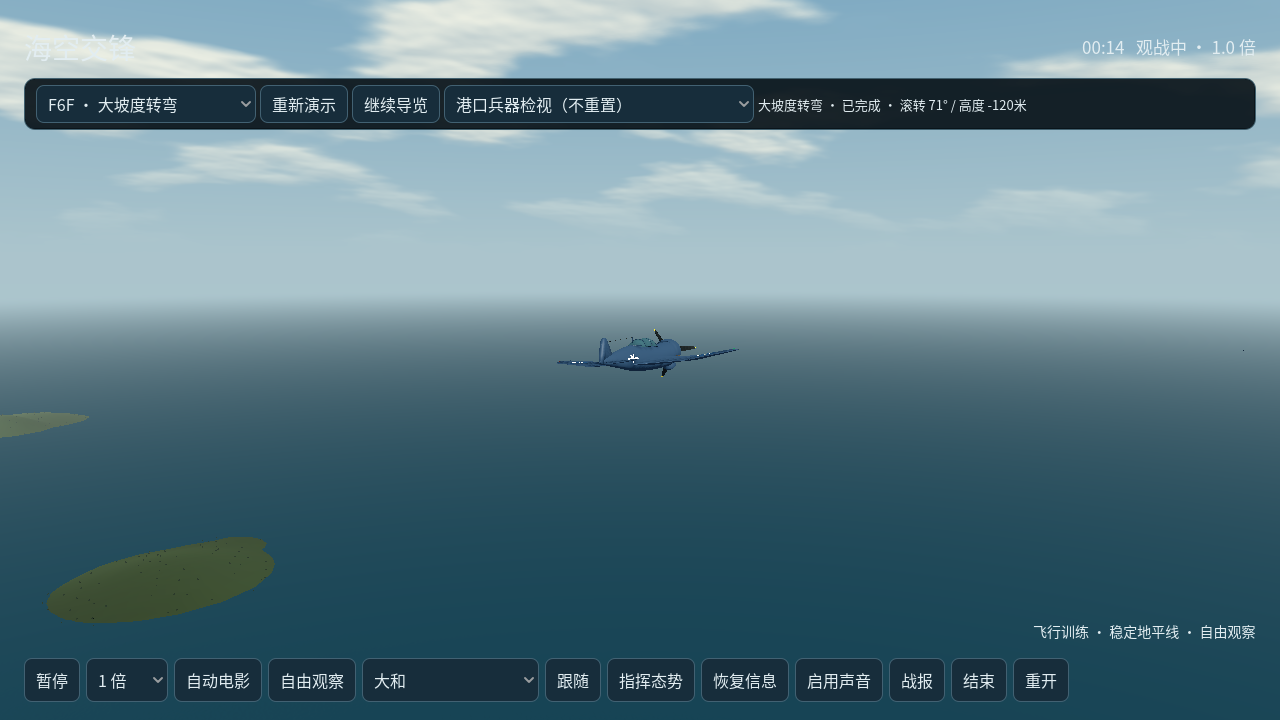 海空交锋
00:14 观战中 · 1.0 倍
F6F · 大坡度转弯 重新演示 继续导览 港口兵器检视（不重置） 大坡度转弯 · 已完成 · 滚转 71° / 高度 -120米
飞行训练 · 稳定地平线 · 自由观察
暂停 1 倍 自动电影 自由观察 大和 跟随 指挥态势 恢复信息 启用声音 战报 结束 重开